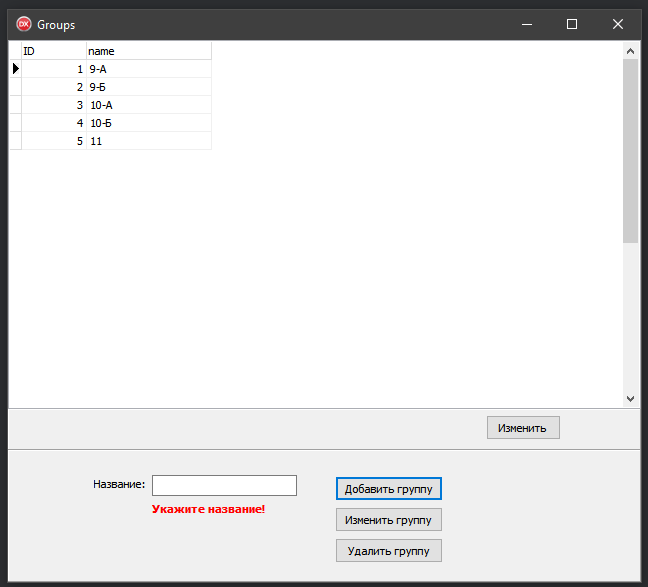 DX Groups
ID name
1 9-А
2 9-Б
3 10-А
4 10-Б
5 11
Изменить
Название:
Добавить группу
Укажите название!
Изменить группу
Удалить группу